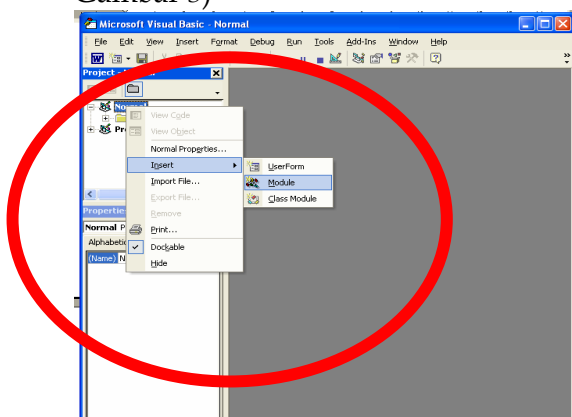 Microsoft Visual Basic - Normal
File Edit View Insert Format Debug Run Tools Add-Ins Window Help
Normal
View Code
View Object
Normal Properties...
Insert
UserForm
Import File...
Module
Export File...
Class Module
Remove
Properties
Print...
Normal
Alphabetic
Dockable
(Name)
Hide